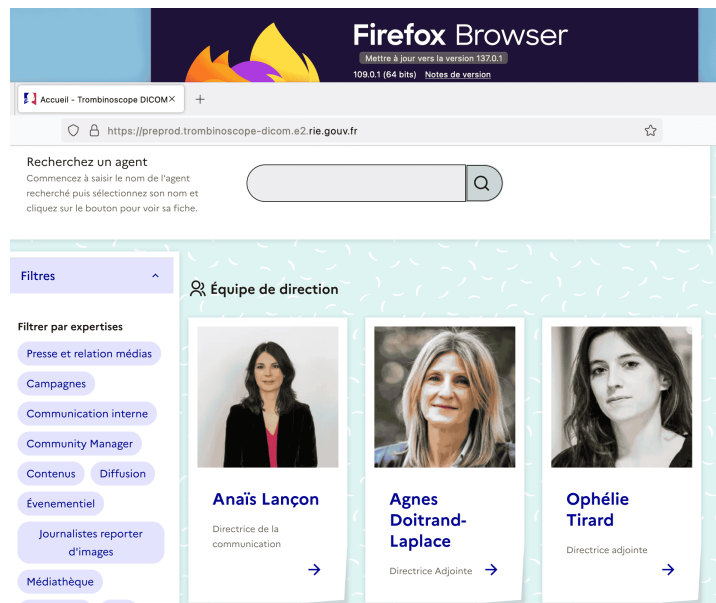 Firefox Browser
Mettre à jour vers la version 137.0.1
109.0.1 (64 bits) Notes de version
Accueil - Trombinoscope DICOM
https://preprod.trombinoscope-dicom.e2.rie.gouv.fr
Recherchez un agent
Commencez à saisir le nom de l'agent
recherché puis sélectionnez son nom et
cliquez sur le bouton pour voir sa
fiche.
Filtres
Filtrer par expertises
Presse et relation médias
Campagnes
Communication interne
Community Manager
Contenus Diffusion
Évenementiel
Journalistes reporter
d'images
Médiathèque
Équipe de direction
Anaïs Lançon
Directrice de la
communication
Agnes
Doitrand-
Laplace
Directrice Adjointe
Ophélie
Tirard
Directrice adjointe